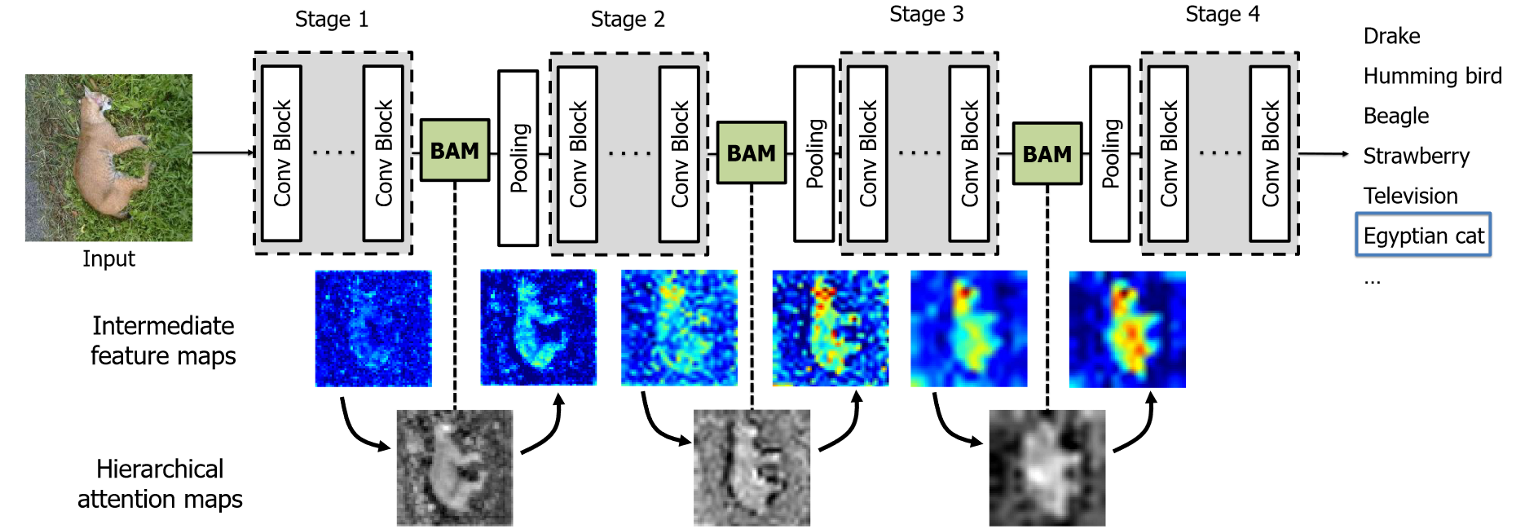 Stage 1
Stage 2
Stage 3
Stage 4
Conv Block
....
Conv Block
BAM
Pooling
Conv Block
....
Conv Block
BAM
Pooling
Conv Block
....
Conv Block
BAM
Pooling
Conv Block
....
Conv Block
Drake
Humming bird
Beagle
Strawberry
Television
Egyptian cat
...
Input
Intermediate
feature maps
Hierarchical
attention maps